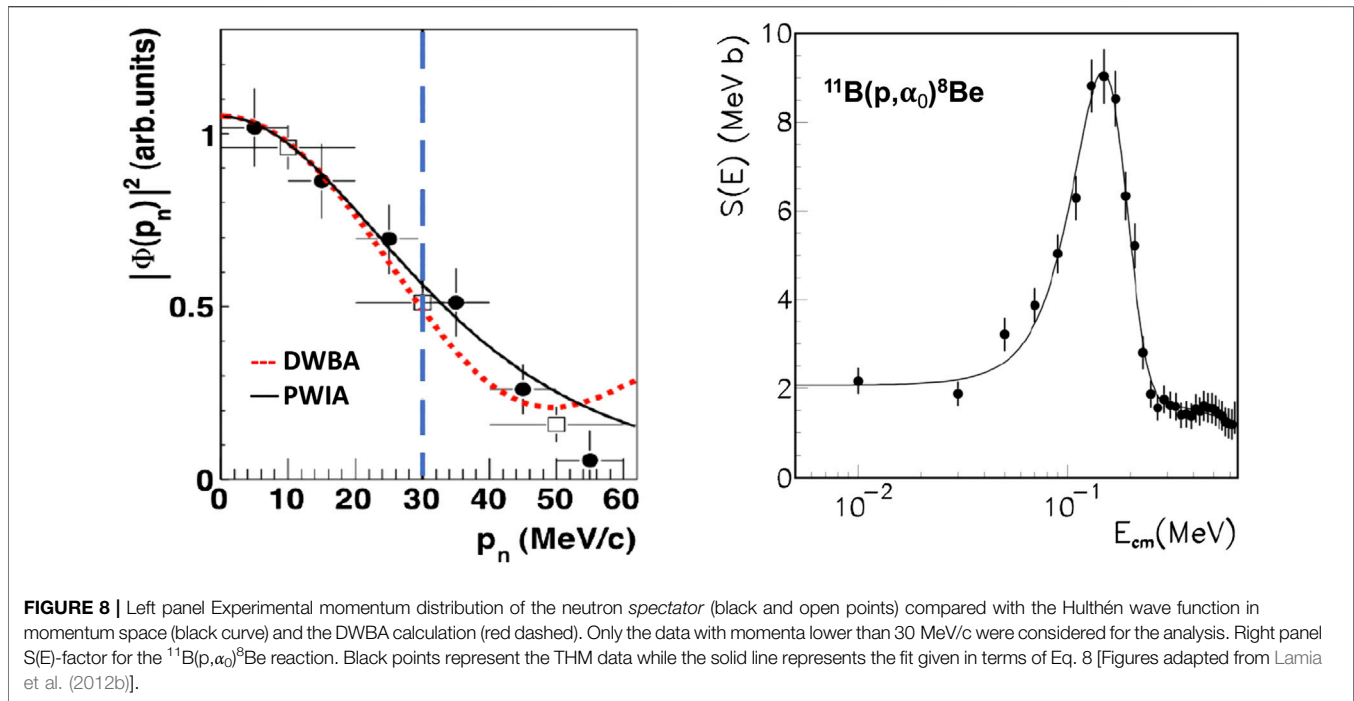 |Φ(pₙ)|² (arb.units)
1
0.5
0
DWBA
PWIA
0 10 20 30 40 50 60
pₙ (MeV/c)
S(E) (MeV b)
10
8
6
4
2
0
¹¹B(p,α₀)⁸Be
10⁻² 10⁻¹
E꜀ₘ(MeV)
FIGURE 8 | Left panel Experimental momentum distribution of the neutron spectator (black and open points) compared with the Hulthén wave function in
momentum space (black curve) and the DWBA calculation (red dashed). Only the data with momenta lower than 30 MeV/c were considered for the analysis. Right panel
S(E)-factor for the ¹¹B(p,α₀)⁸Be reaction. Black points represent the THM data while the solid line represents the fit given in terms of Eq. 8 [Figures adapted from Lamia
et al. (2012b)].